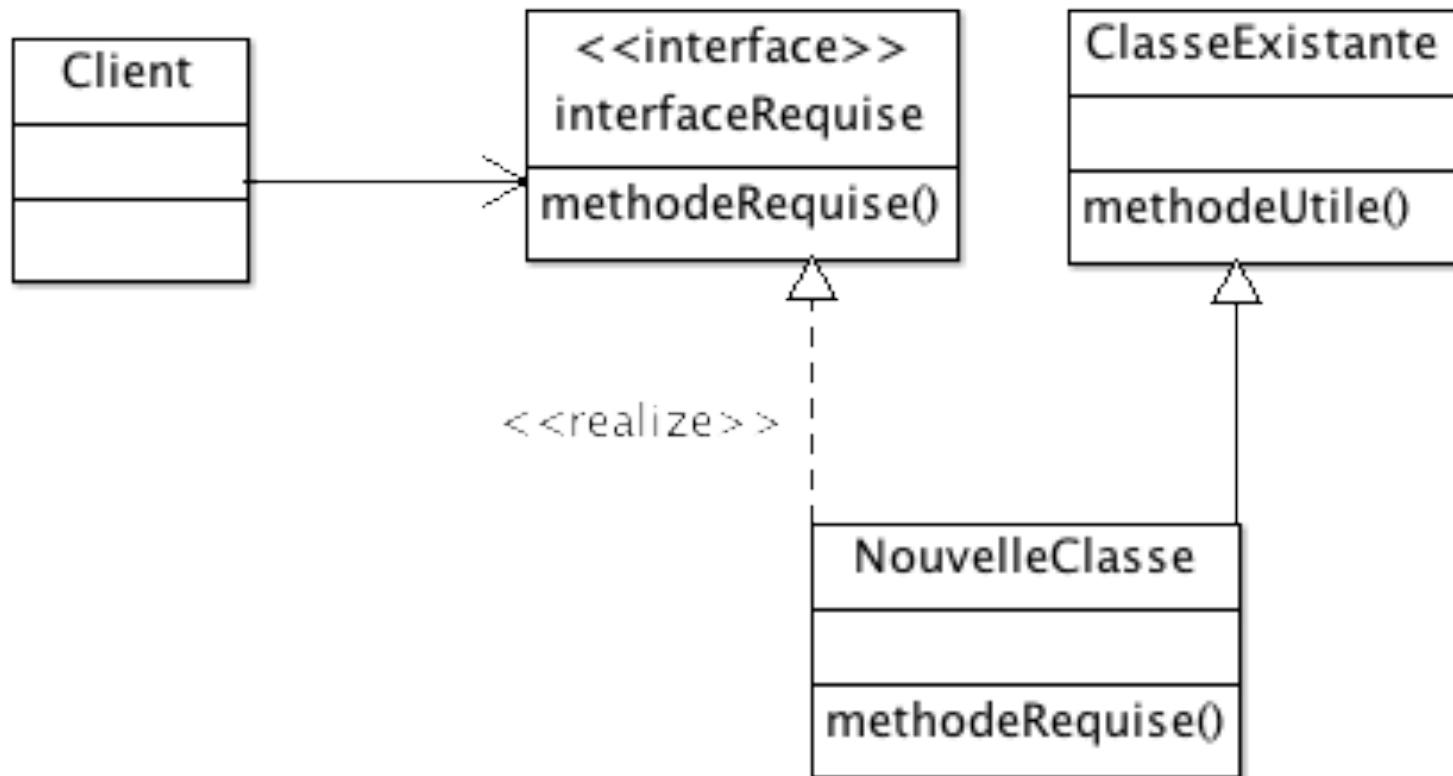 Client
<<interface>>
interfaceRequise
methodeRequise()
ClasseExistante
methodeUtile()
<<realize>>
NouvelleClasse
methodeRequise()